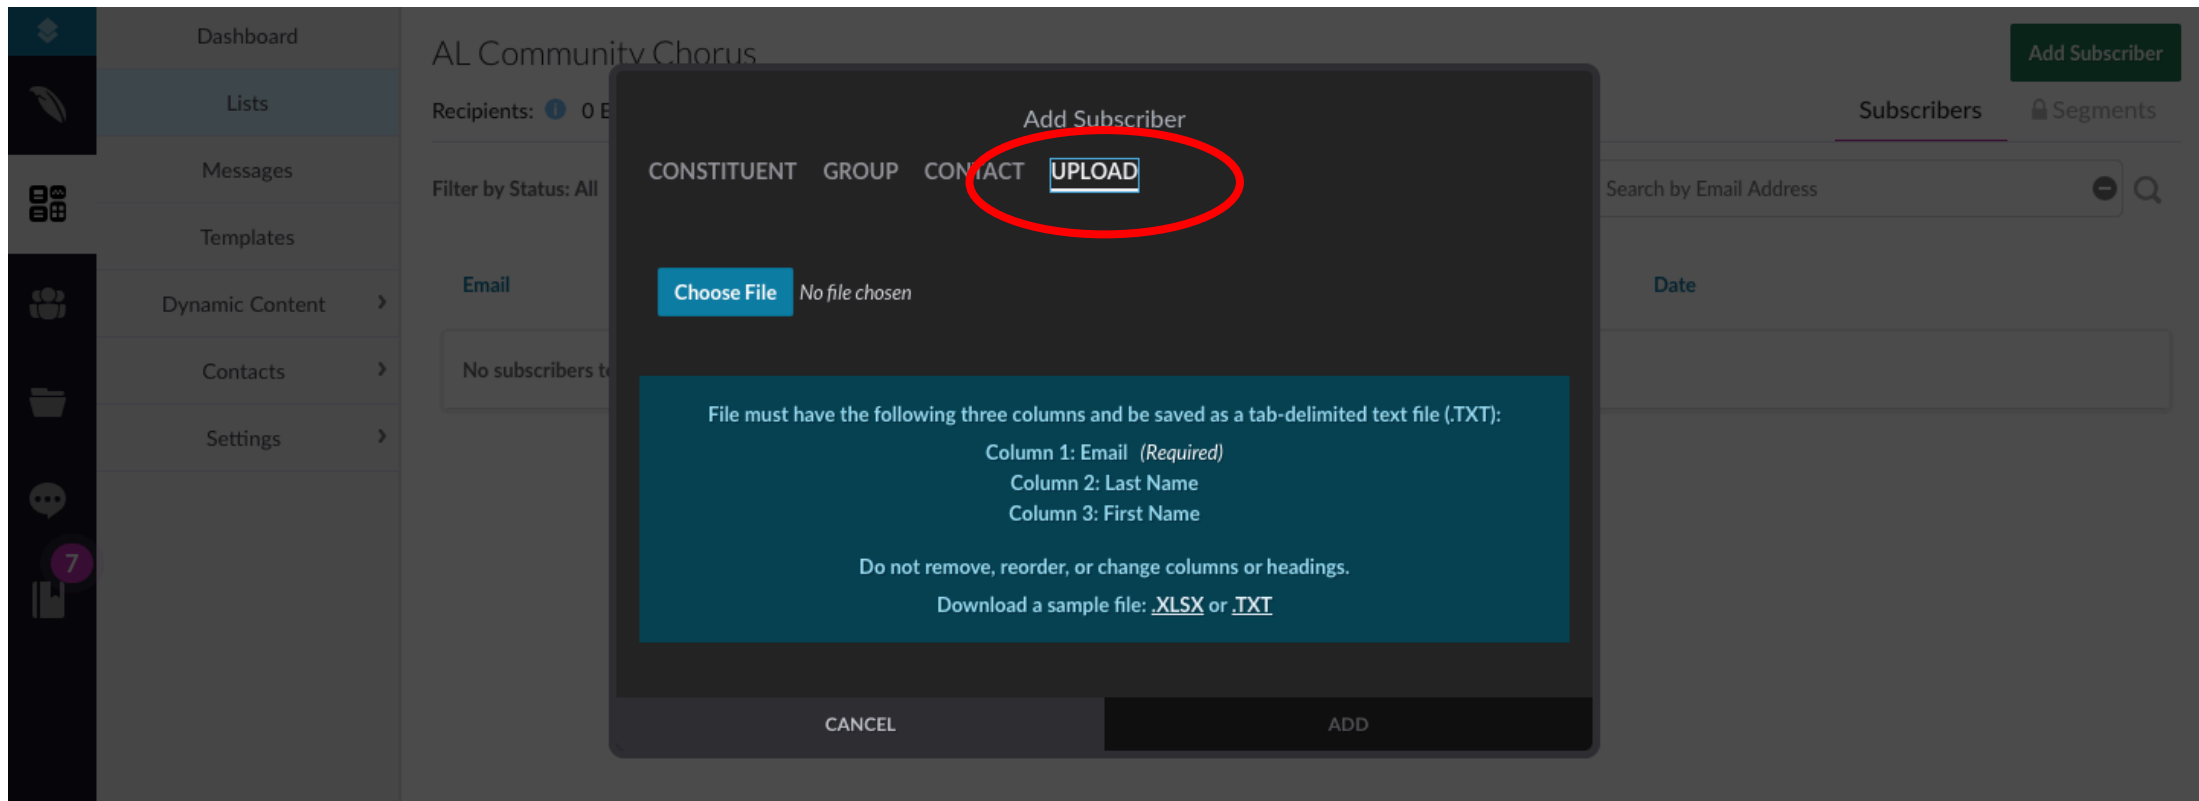 Dashboard
Lists
Messages
Templates
Dynamic Content
Contacts
Settings
7
AL Community Chorus
Add Subscriber
Recipients: 0 E
Subscribers
Segments
Filter by Status: All
Search by Email Address
Email
Date
No subscribers to
Add Subscriber
CONSTITUENT GROUP CONTACT UPLOAD
Choose File No file chosen
File must have the following three columns and be saved as a tab-delimited text file (.TXT):
Column 1: Email (Required)
Column 2: Last Name
Column 3: First Name
Do not remove, reorder, or change columns or headings.
Download a sample file: .XLSX or .TXT
CANCEL
ADD